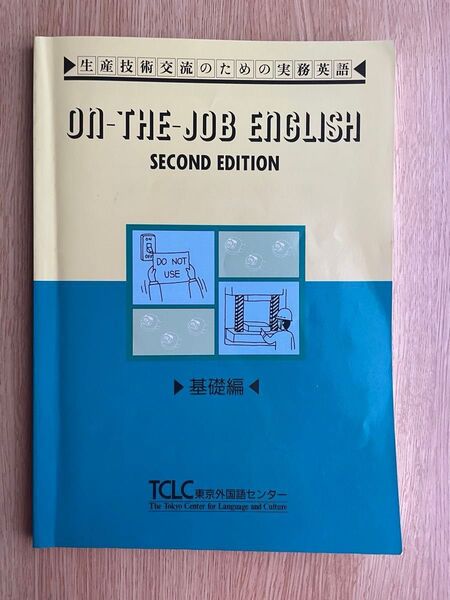 生産技術交流のための実務英語
ON-THE-JOB ENGLISH
SECOND EDITION
ON
OFF
DO NOT
USE
基礎編
TCLC東京外国語センター
The Tokyo Center for Language and Culture